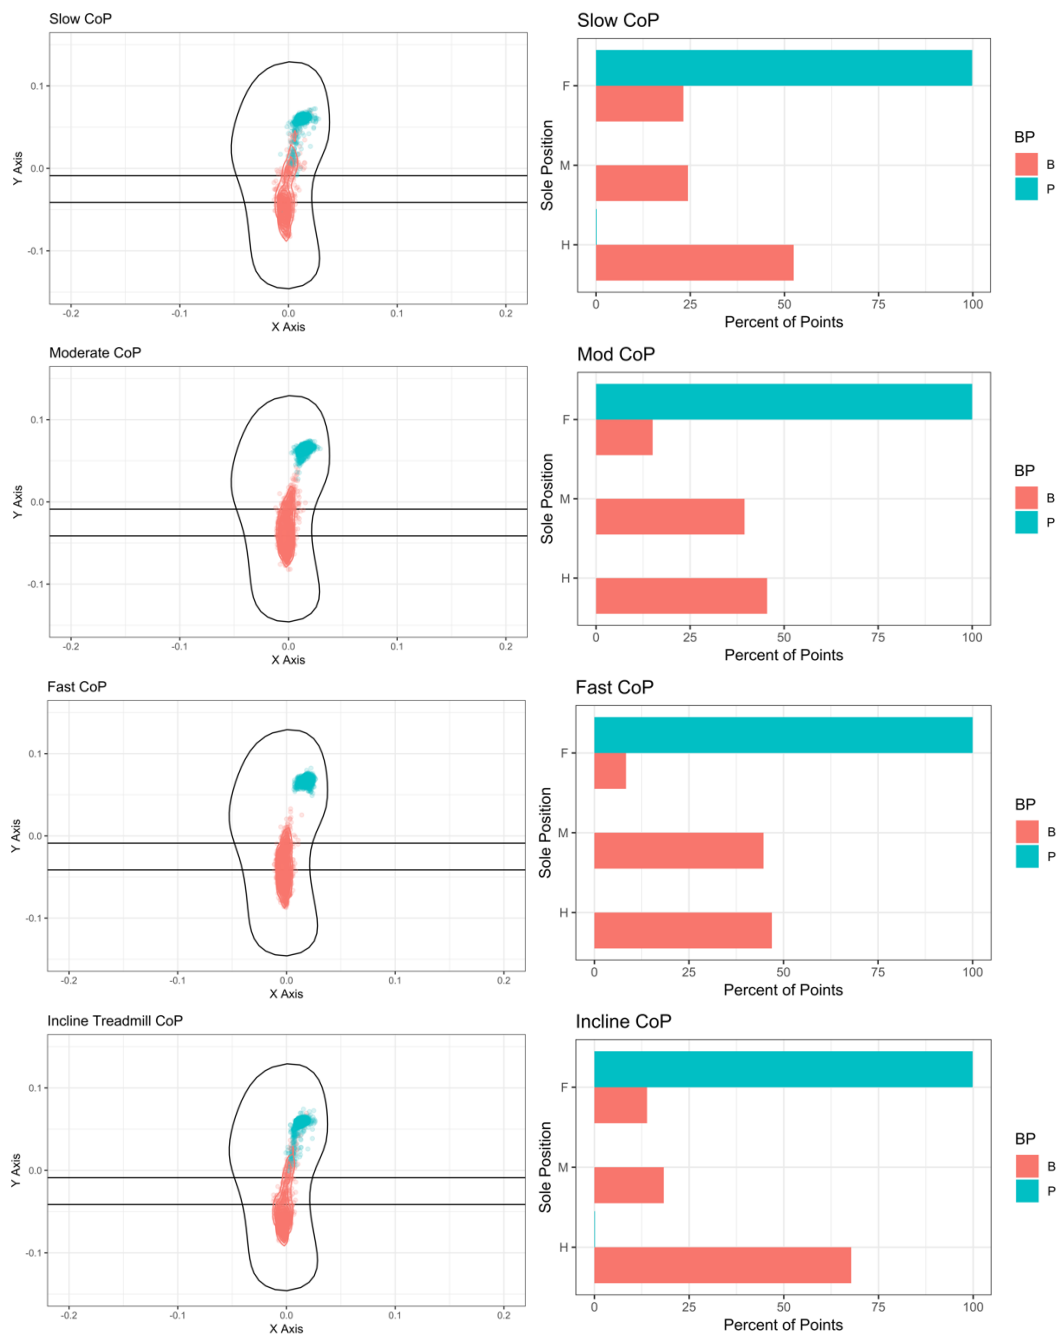 Slow CoP
Y Axis
0.1
0.0
-0.1
-0.2
-0.1
0.0
0.1
0.2
X Axis
Slow CoP
Sole Position
F
M
H
0
25
50
75
100
Percent of Points
BP
B
P
Moderate CoP
Y Axis
0.1
0.0
-0.1
-0.2
-0.1
0.0
0.1
0.2
X Axis
Mod CoP
Sole Position
F
M
H
0
25
50
75
100
Percent of Points
BP
B
P
Fast CoP
Y Axis
0.1
0.0
-0.1
-0.2
-0.1
0.0
0.1
0.2
X Axis
Fast CoP
Sole Position
F
M
H
0
25
50
75
100
Percent of Points
BP
B
P
Incline Treadmill CoP
Y Axis
0.1
0.0
-0.1
-0.2
-0.1
0.0
0.1
0.2
X Axis
Incline CoP
Sole Position
F
M
H
0
25
50
75
100
Percent of Points
BP
B
P